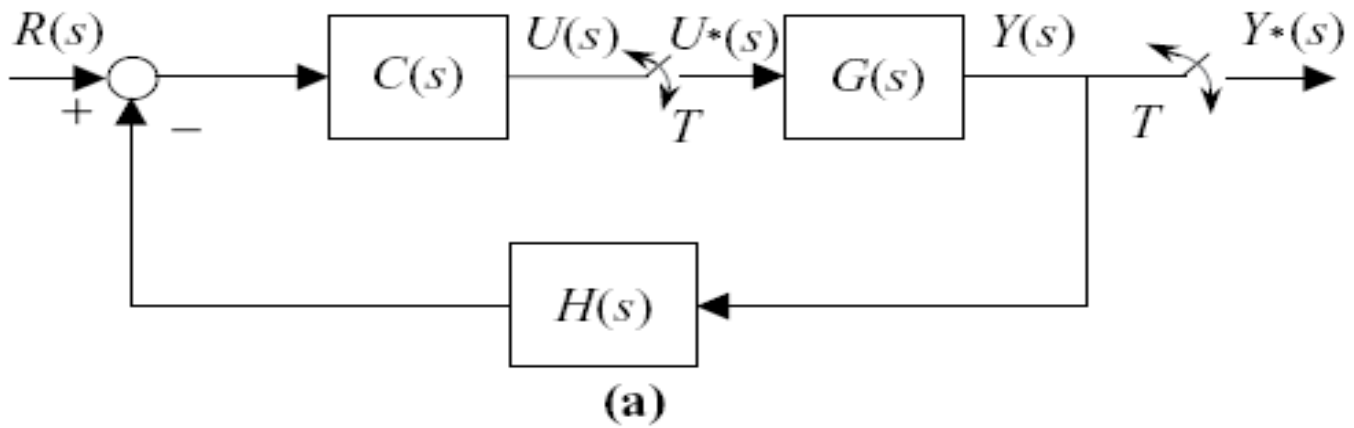 R(s) U(s) U*(s) Y(s) Y*(s)
C(s) G(s)
+ − T T
H(s)
(a)